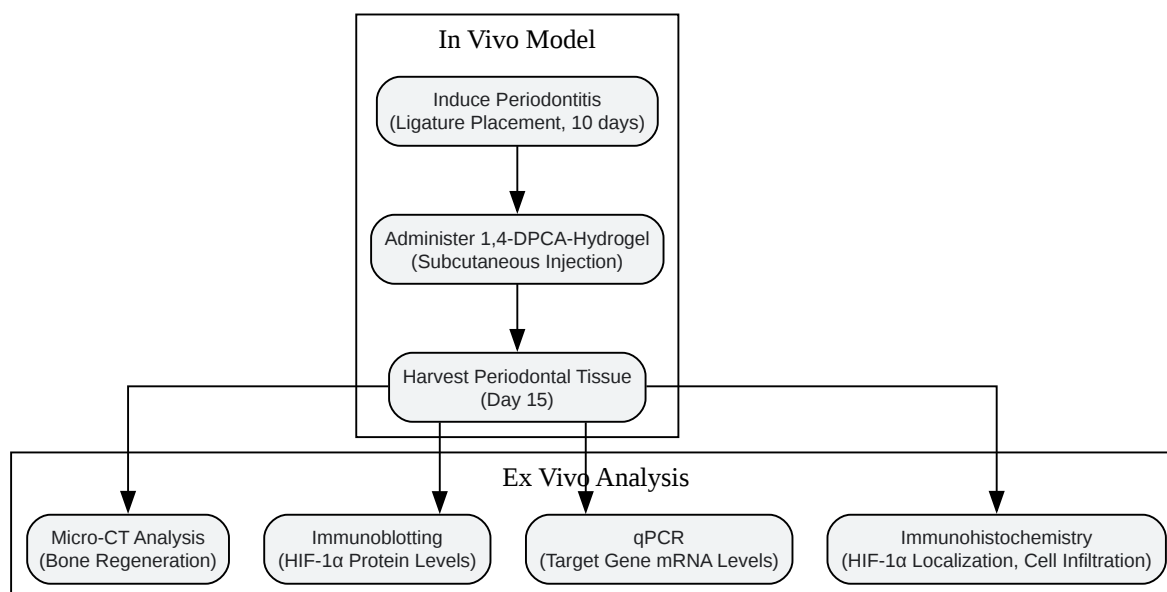 In Vivo Model
Induce Periodontitis
(Ligature Placement, 10 days)
Administer 1,4-DPCA-Hydrogel
(Subcutaneous Injection)
Harvest Periodontal Tissue
(Day 15)
Ex Vivo Analysis
Micro-CT Analysis
(Bone Regeneration)
Immunoblotting
(HIF-1α Protein Levels)
qPCR
(Target Gene mRNA Levels)
Immunohistochemistry
(HIF-1α Localization, Cell Infiltration)